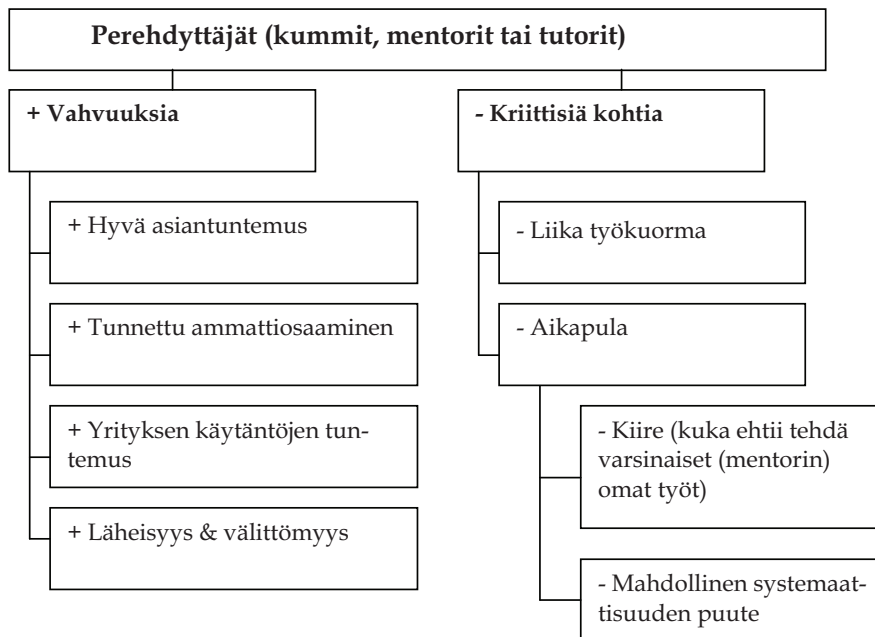 Perehdyttäjät (kummit, mentorit tai tutorit)
+ Vahvuuksia
+ Hyvä asiantuntemus
+ Tunnettu ammattiosaaminen
+ Yrityksen käytäntöjen tun-
temus
+ Läheisyys & välittömyys
- Kriittisiä kohtia
- Liika työkuorma
- Aikapula
- Kiire (kuka ehtii tehdä
varsinaiset (mentorin)
omat työt)
- Mahdollinen systemaat-
tisuuden puute